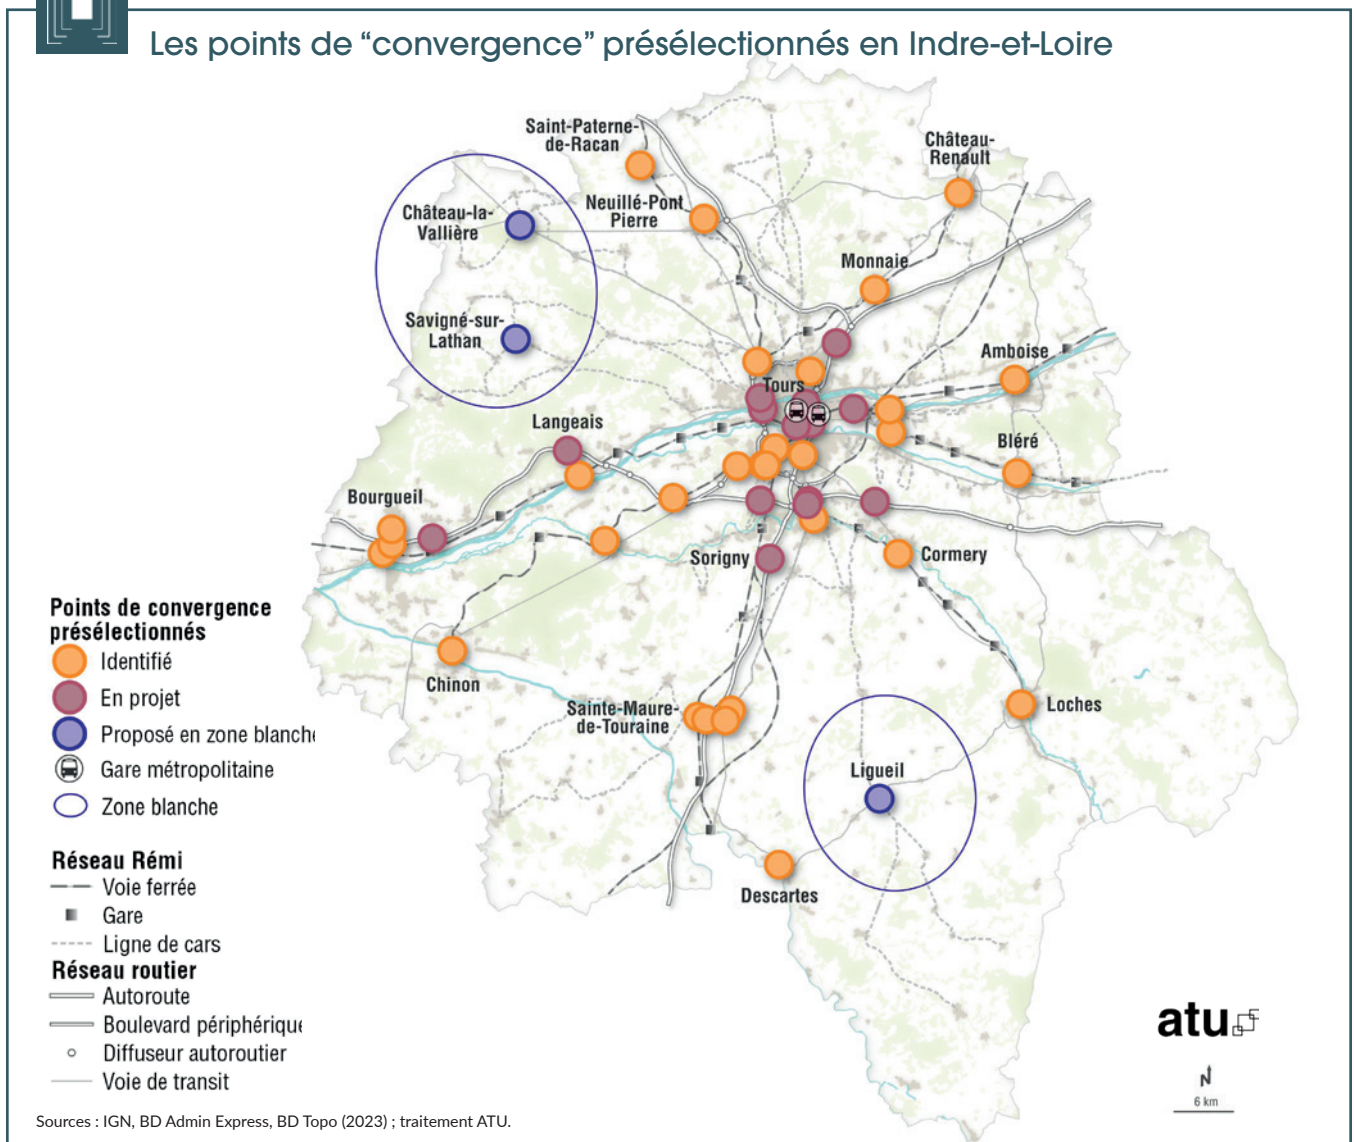 Les points de “convergence” présélectionnés en Indre-et-Loire
Saint-Paterne-
de-Racan
Château-
Renault
Château-la-
Vallière
Neuillé-Pont
Pierre
Monnaie
Savigné-sur-
Lathan
Amboise
Tours
Langeais
Bléré
Bourgueil
Sorigny
Cormery
Chinon
Sainte-Maure-
de-Touraine
Loches
Ligueil
Descartes
Points de convergence
présélectionnés
Identifié
En projet
Proposé en zone blanche
Gare métropolitaine
Zone blanche
Réseau Rémi
Voie ferrée
Gare
Ligne de cars
Réseau routier
Autoroute
Boulevard périphérique
Diffuseur autoroutier
Voie de transit
atu
N
6 km
Sources : IGN, BD Admin Express, BD Topo (2023) ; traitement ATU.